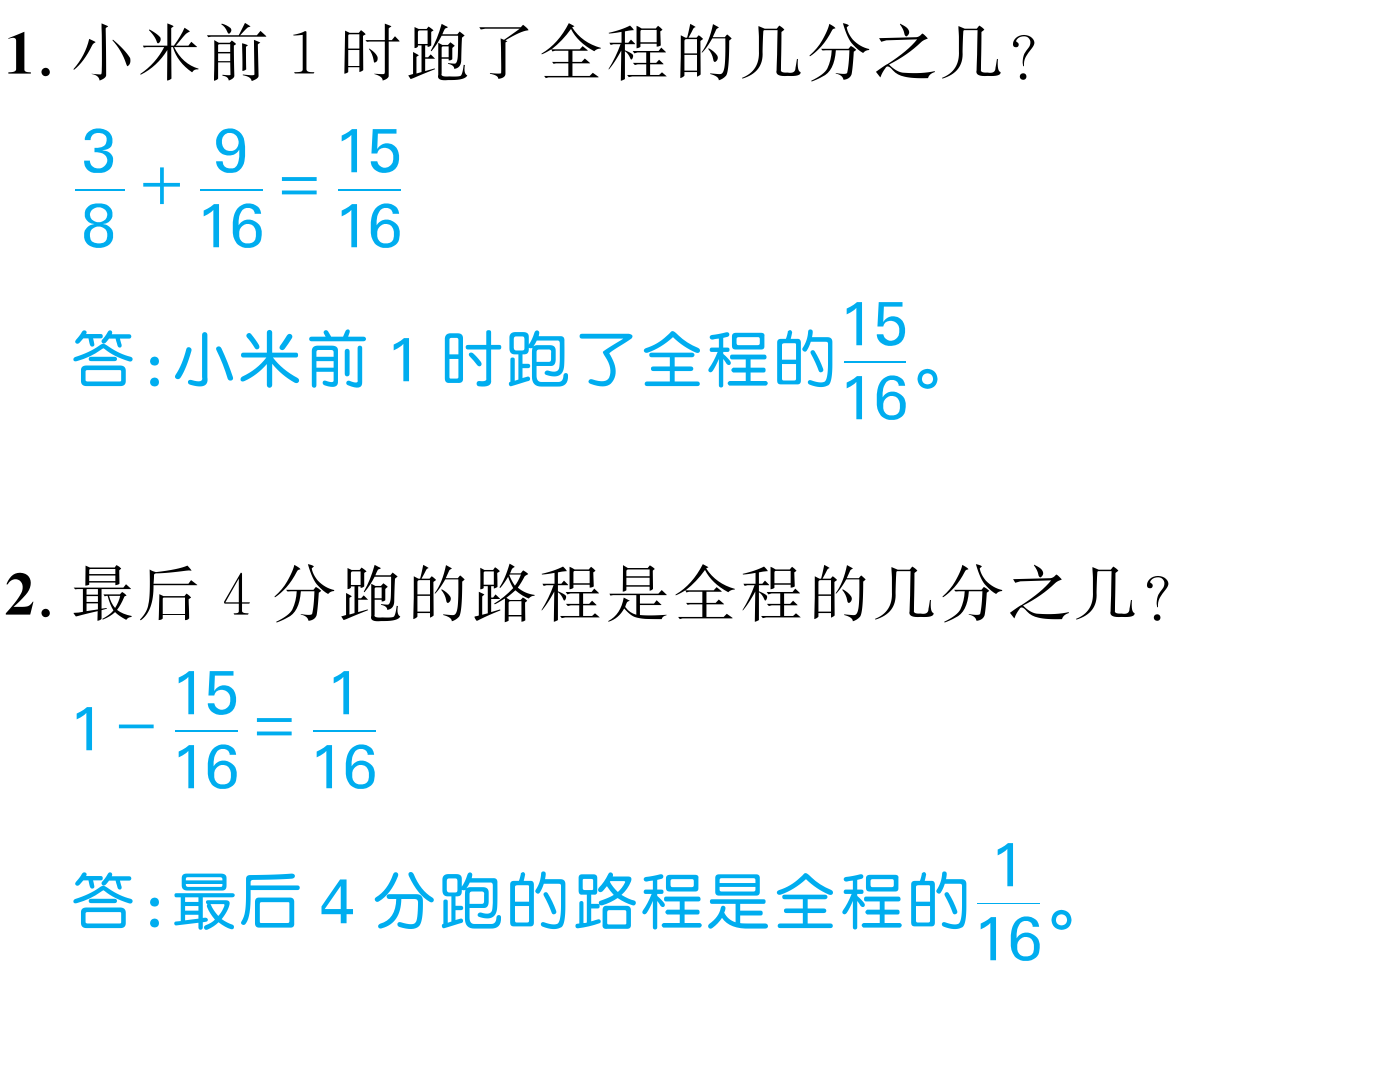 1. 小米前 1 时跑了全程的几分之几?
3/8 + 9/16 = 15/16
答:小米前 1 时跑了全程的15/16。
2. 最后 4 分跑的路程是全程的几分之几?
1 − 15/16 = 1/16
答:最后 4 分跑的路程是全程的1/16。